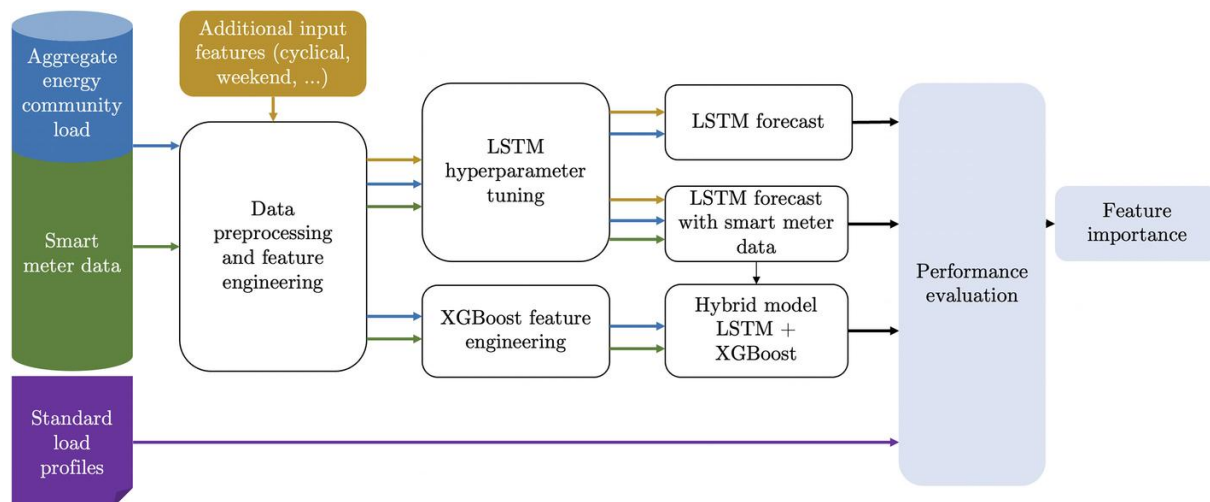 Aggregate
energy
community
load
Smart
meter data
Standard
load
profiles
Additional input
features (cyclical,
weekend, ...)
Data
preprocessing
and feature
engineering
LSTM
hyperparameter
tuning
XGBoost feature
engineering
LSTM forecast
LSTM forecast
with smart meter
data
Hybrid model
LSTM +
XGBoost
Performance
evaluation
Feature
importance